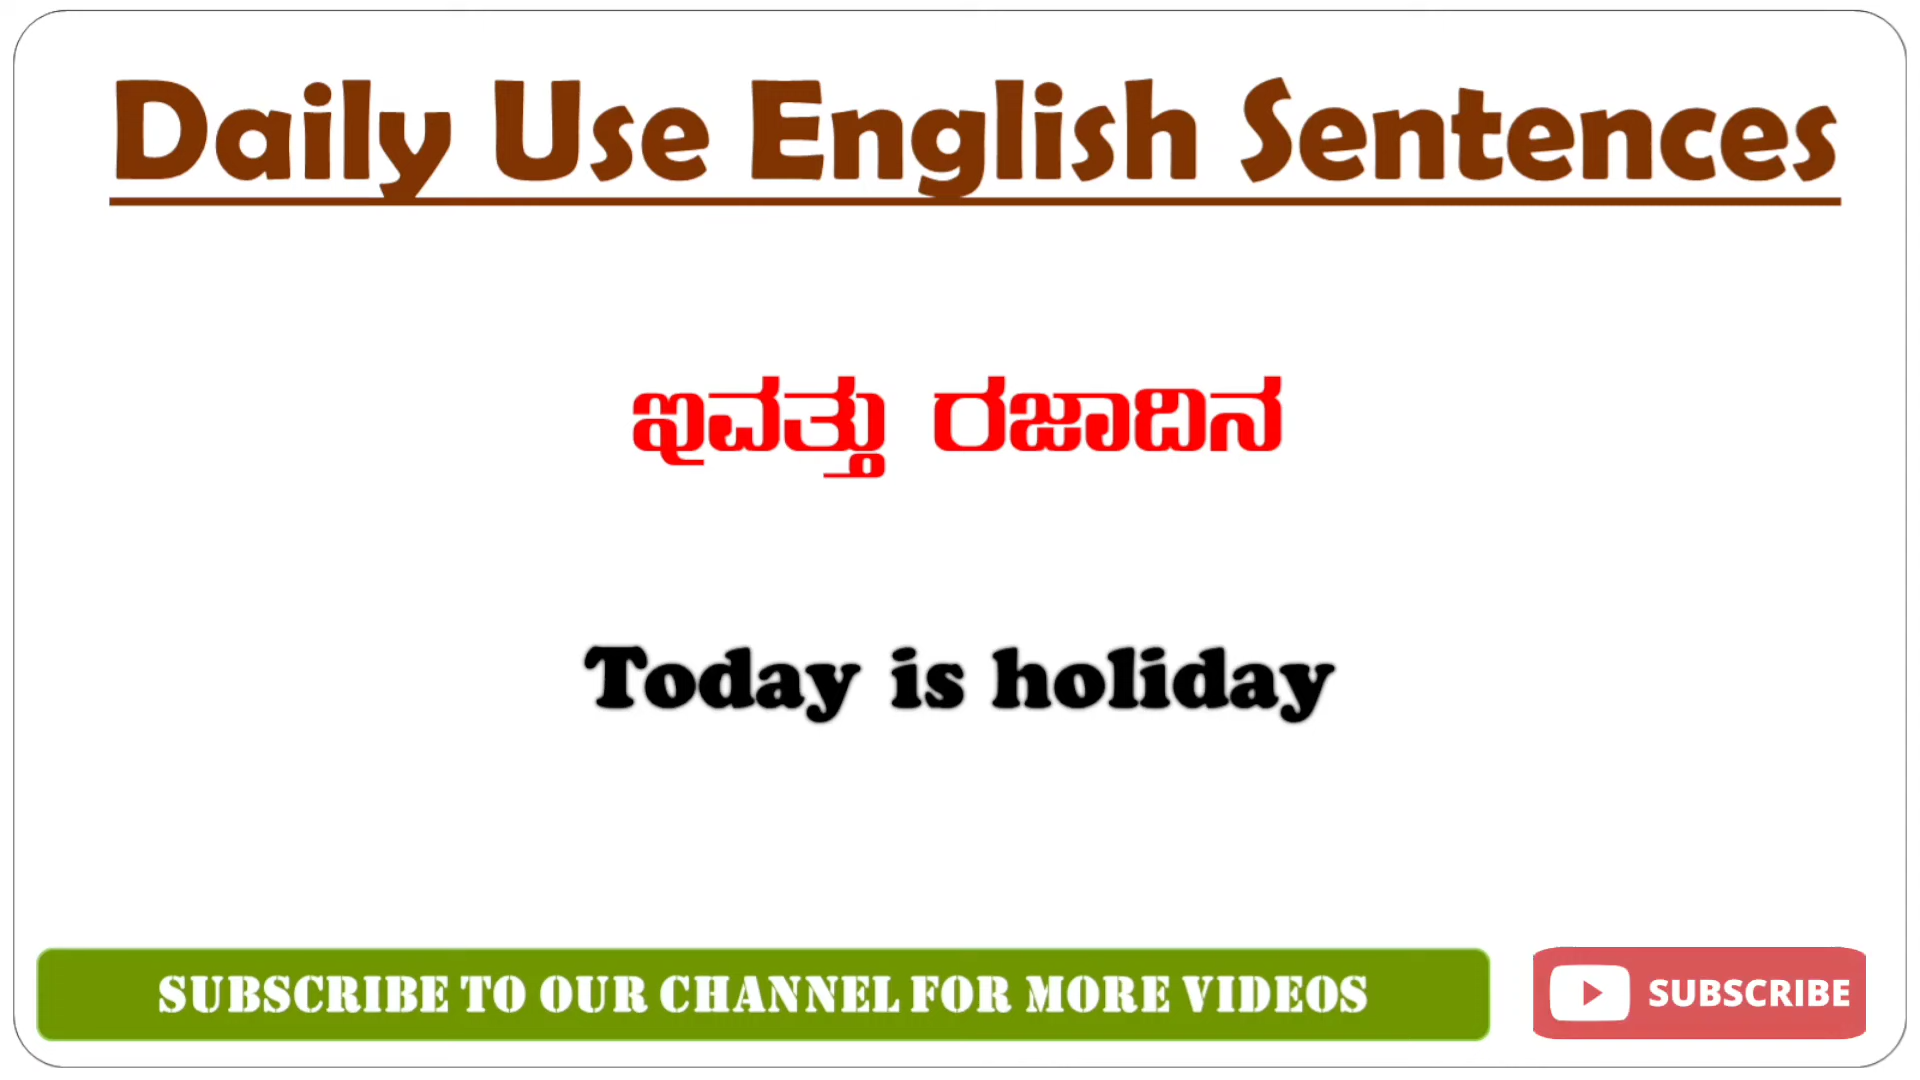 Daily Use English Sentences
ಇವತ್ತು ರಜಾದಿನ
Today is holiday
SUBSCRIBE TO OUR CHANNEL FOR MORE VIDEOS
SUBSCRIBE